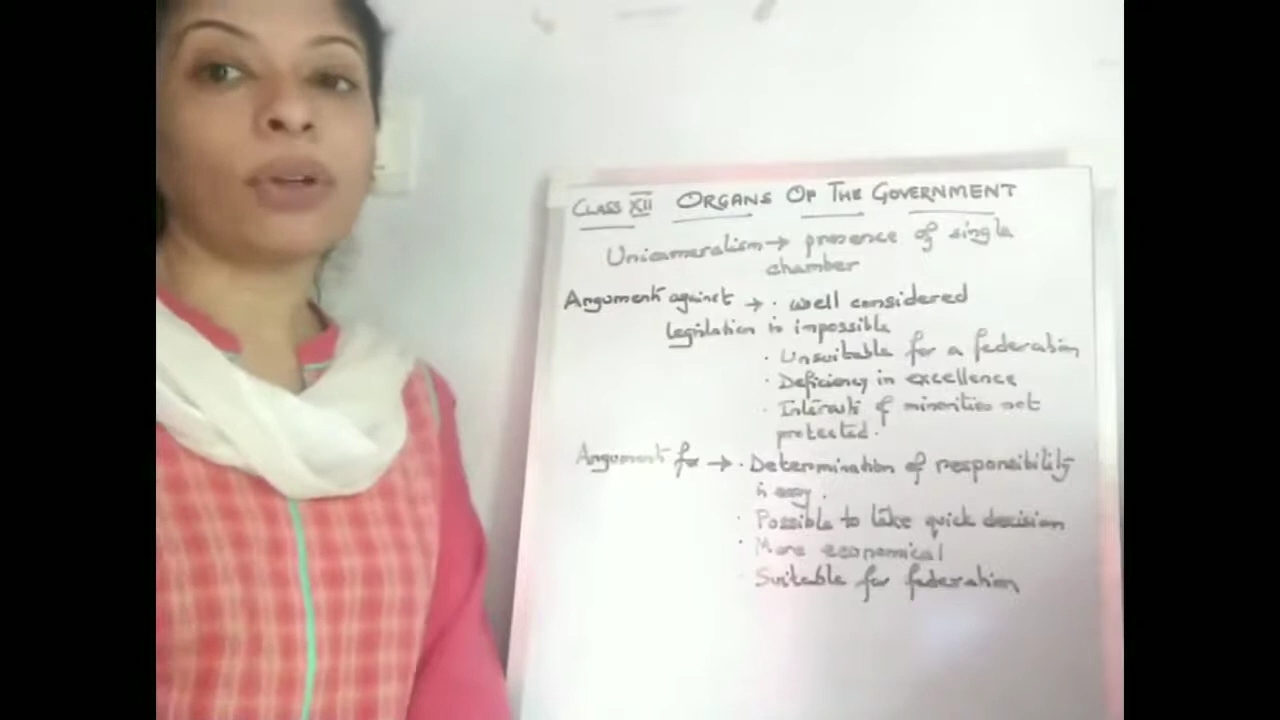 CLASS XII ORGANS OF THE GOVERNMENT
Unicameralism → presence of single
chamber
Argument against → · well considered
legislation is impossible
· Unsuitable for a federation
· Deficiency in excellence
· Interests of minorities not
protected.
Argument for → · Determination of responsibility
is easy.
· Possible to take quick decision
· More economical
· Suitable for federation